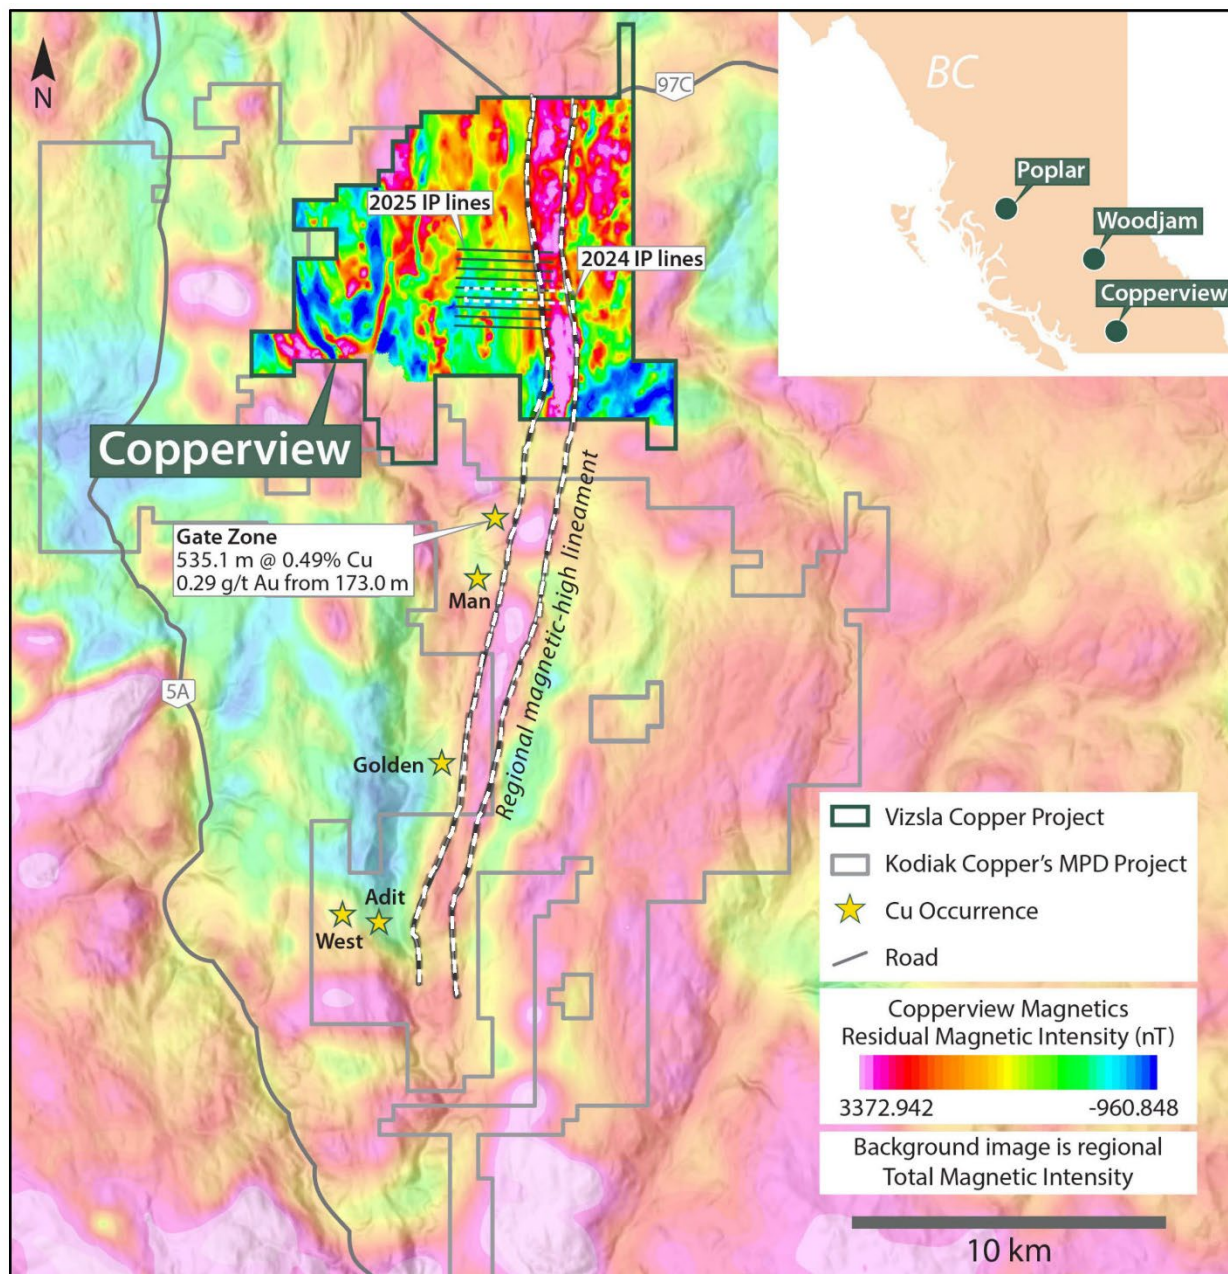 N
97C
BC
Poplar
Woodjam
Copperview
2025 IP lines
2024 IP lines
Copperview
Gate Zone
535.1 m @ 0.49% Cu
0.29 g/t Au from 173.0 m
Man
Regional magnetic-high lineament
5A
Golden
Adit
West
Vizsla Copper Project
Kodiak Copper's MPD Project
Cu Occurrence
Road
Copperview Magnetics
Residual Magnetic Intensity (nT)
3372.942 -960.848
Background image is regional
Total Magnetic Intensity
10 km